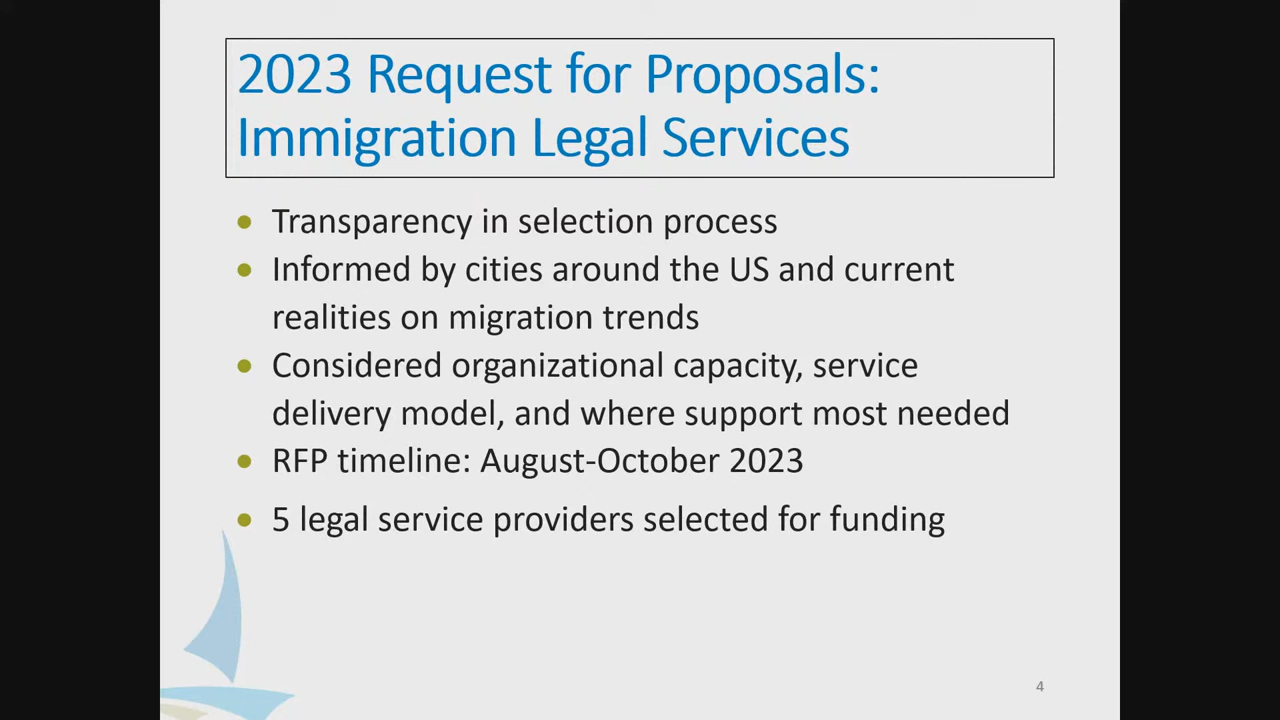 2023 Request for Proposals:
Immigration Legal Services
Transparency in selection process
Informed by cities around the US and current
realities on migration trends
Considered organizational capacity, service
delivery model, and where support most needed
RFP timeline: August-October 2023
5 legal service providers selected for funding
4